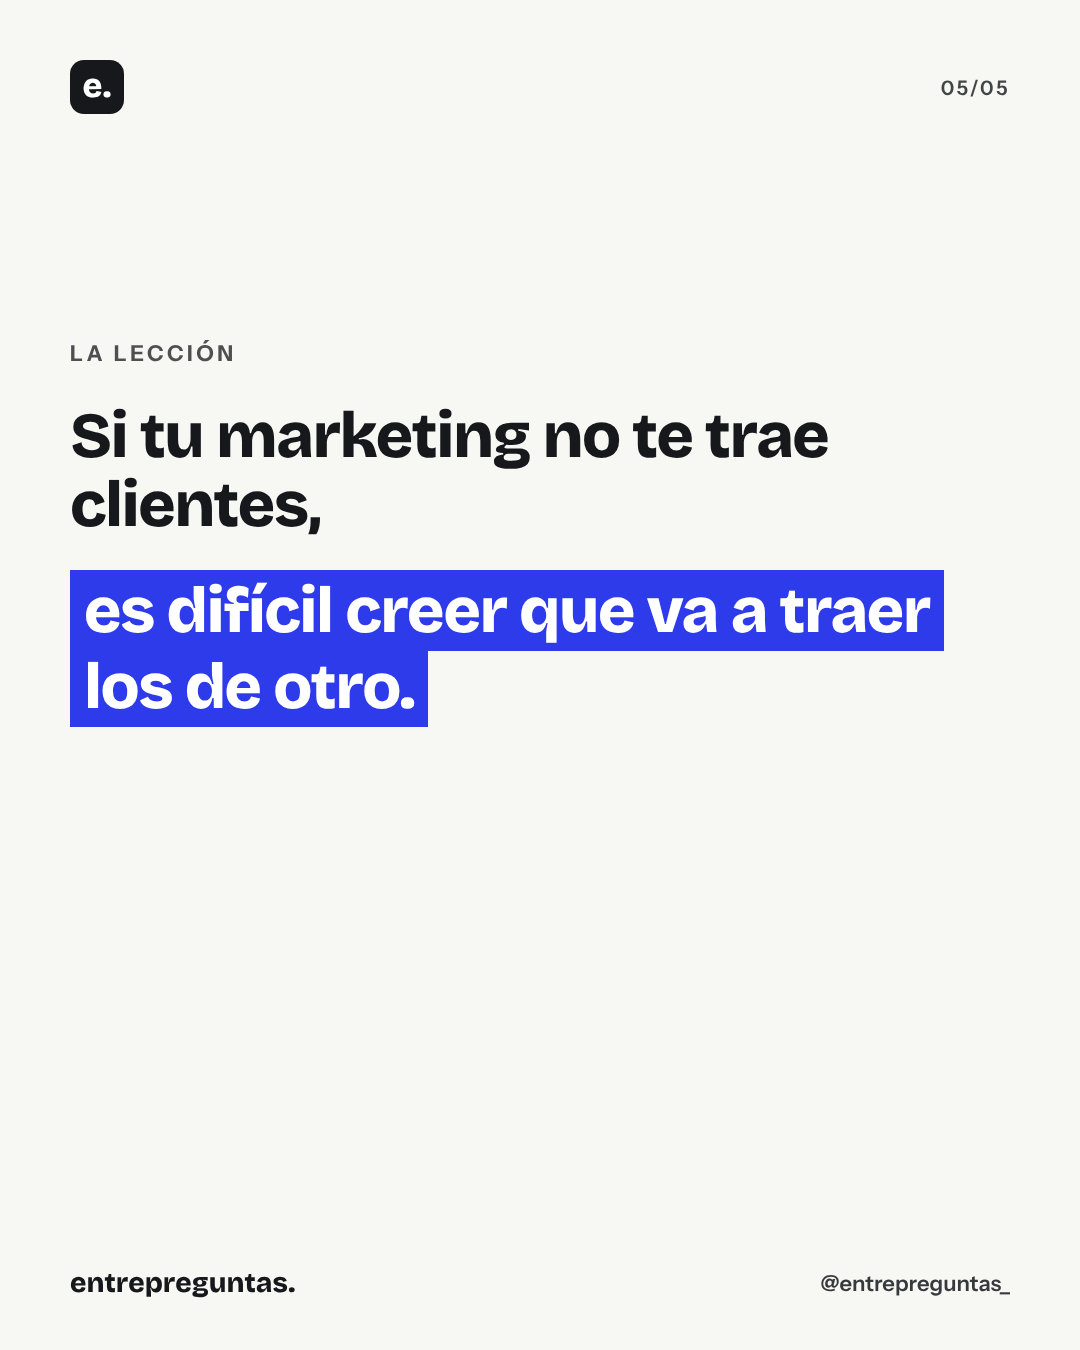 e.
05/05
LA LECCIÓN
Si tu marketing no te trae
clientes,
es difícil creer que va a traer
los de otro.
entrepreguntas.
@entrepreguntas_